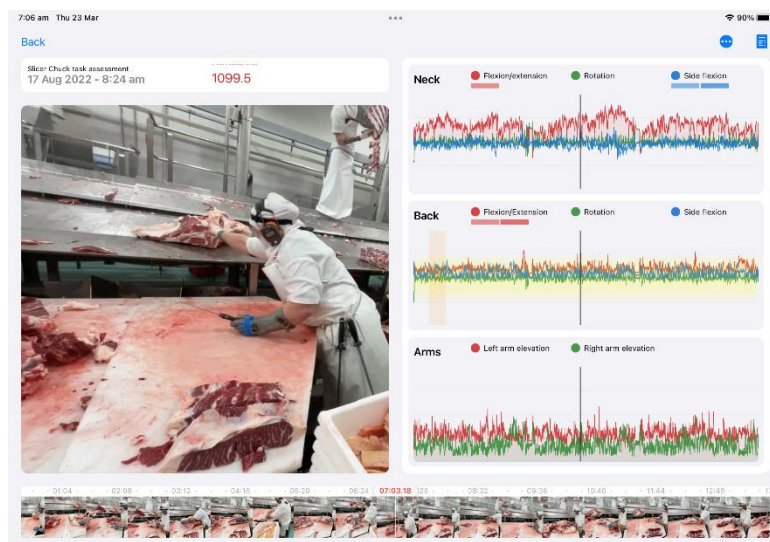 7:06 am Thu 23 Mar
90%
Back
Slicer Chuck task assessment
17 Aug 2022 - 8:24 am
1099.5
Neck
Flexion/extension
Rotation
Side flexion
Back
Flexion/Extension
Rotation
Side flexion
Arms
Left arm elevation
Right arm elevation
01:04 02:08 03:12 04:16 05:20 06:24 07:03.18 08:32 09:36 10:40 11:44 12:48